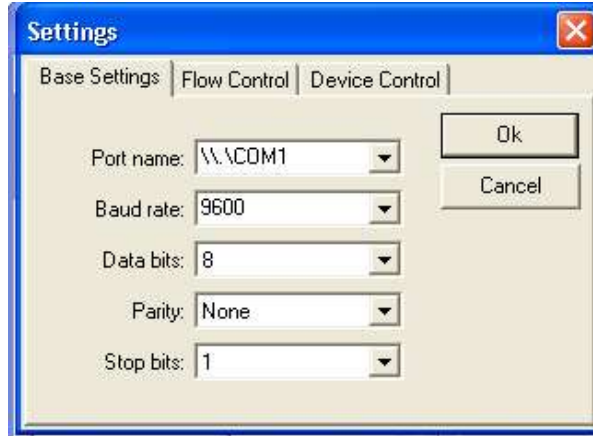 Settings
Base Settings Flow Control Device Control
Port name: \\.\COM1
Ok
Baud rate: 9600
Cancel
Data bits: 8
Parity: None
Stop bits: 1